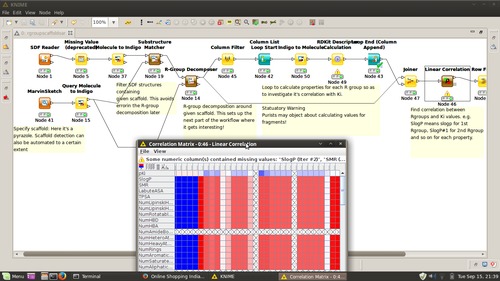 KNIME
File Edit View Node Help
100%
0: rgroupscaffoldsar
SDF Reader
Node 1
Missing Value
(deprecated)
Node 5
Molecule to Indigo
Node 37
Substructure
Matcher
Node 12
Column Filter
Node 45
Column List
Loop Start
Node 42
Indigo to Molecule
Node 50
RDKit Descriptor
Calculation
Node 49
Loop End (Column
Append)
Node 43
MarvinSketch
Node 41
Query Molecule
to Indigo
Node 15
R-Group Decomposer
Node 14
Joiner
Node 47
Linear Correlation
Node 46
Row F
Filter SDF structures
containing
given scaffold. This avoids
errors the R-group
decomposition later
Specify scaffold. Here it's a
pyrazole. Scaffold detection can
also be automated to a certain
extent
R-group decomposition around
given scaffold. This sets up the
next part of the workflow where
it gets interesting!
Loop to calculate properties for each R group so as
to investigate it's correlation with Ki.
Statuatory Warning
Purists may object about calculating values for
fragments!
Find correlation between
Rgroups and Ki values. e.g.
SlogP means slogp for 1st
Rgroup, SlogP#1 for 2nd Rgroup
and so on for each property.
Correlation Matrix - 0:46 - Linear Correlation
File View
Some numeric column(s) contained missing values: "SlogP (Iter #2)", "SMR (...
pKi
SlogP
SMR
LabuteASA
TPSA
NumLipinskiH...
NumLipinskiH...
NumRotatabl...
NumHBD
NumHBA
NumAmideBo...
NumHeteroAt...
NumHeavyAt...
NumRings
NumAromatic...
NumSaturate...
NumAliphatic...
Menu
Terminal
Online Shopping India...
KNIME
Correlation Matrix - 0:4...
Tue Sep 15, 21:39